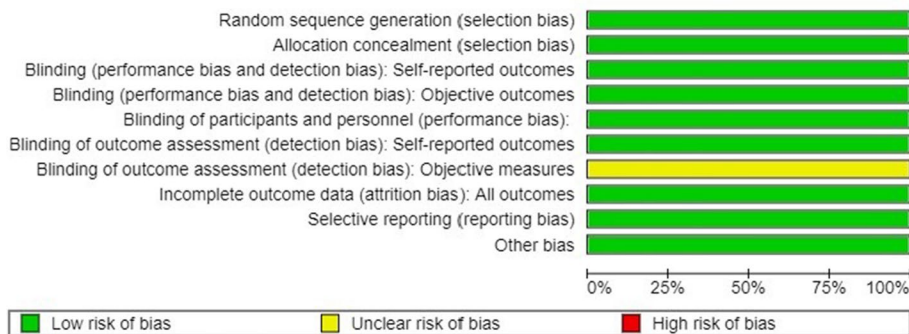 Random sequence generation (selection bias)
Allocation concealment (selection bias)
Blinding (performance bias and detection bias): Self-reported outcomes
Blinding (performance bias and detection bias): Objective outcomes
Blinding of participants and personnel (performance bias):
Blinding of outcome assessment (detection bias): Self-reported outcomes
Blinding of outcome assessment (detection bias): Objective measures
Incomplete outcome data (attrition bias): All outcomes
Selective reporting (reporting bias)
Other bias
0% 25% 50% 75% 100%
Low risk of bias Unclear risk of bias High risk of bias